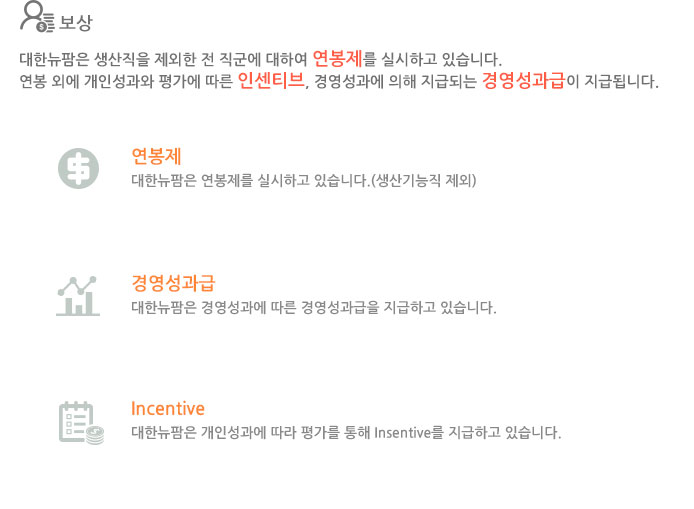 보상
대한뉴팜은 생산직을 제외한 전 직군에 대하여 연봉제를 실시하고 있습니다.
연봉 외에 개인성과와 평가에 따른 인센티브, 경영성과에 의해 지급되는 경영성과급이 지급됩니다.
연봉제
대한뉴팜은 연봉제를 실시하고 있습니다.(생산기능직 제외)
경영성과급
대한뉴팜은 경영성과에 따른 경영성과급을 지급하고 있습니다.
Incentive
대한뉴팜은 개인성과에 따라 평가를 통해 Insentive를 지급하고 있습니다.